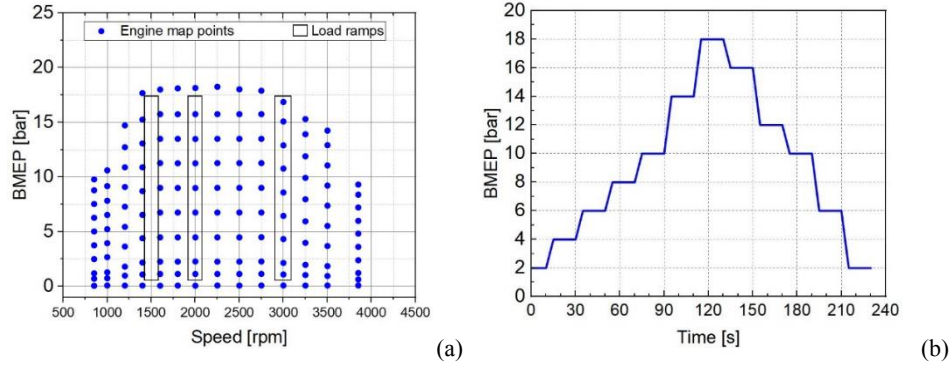 Engine map points Load ramps
25
20
15
10
5
0
BMEP [bar]
500 1000 1500 2000 2500 3000 3500 4000 4500
Speed [rpm]
(a)
20
18
16
14
12
10
8
6
4
2
0
BMEP [bar]
0 30 60 90 120 150 180 210 240
Time [s]
(b)